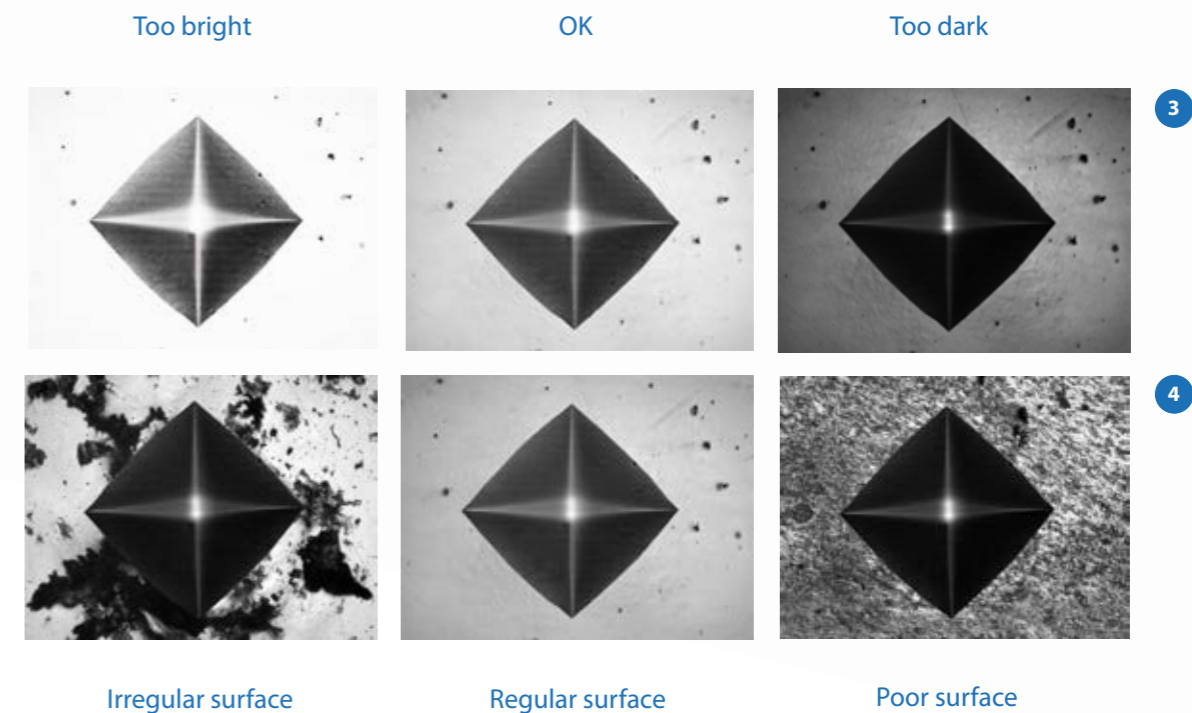 Too bright
OK
Too dark
3
4
Irregular surface
Regular surface
Poor surface